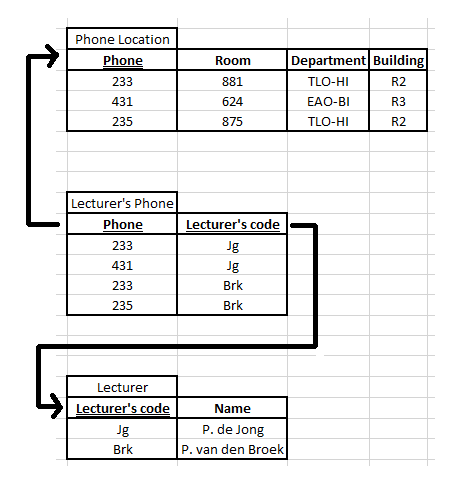 Phone Location
Phone Room Department Building
233 881 TLO-HI R2
431 624 EAO-BI R3
235 875 TLO-HI R2
Lecturer's Phone
Phone Lecturer's code
233 Jg
431 Jg
233 Brk
235 Brk
Lecturer
Lecturer's code Name
Jg P. de Jong
Brk P. van den Broek